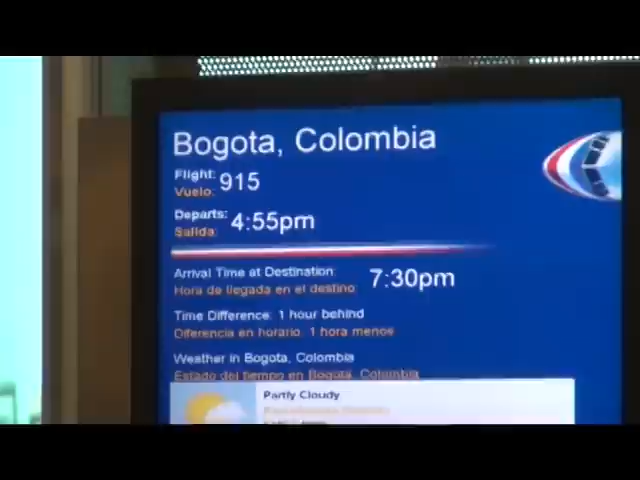 Bogota, Colombia
Flight: 915
Vuelo:
Departs: 4:55pm
Salida:
Arrival Time at Destination: 7:30pm
Hora de llegada en el destino:
Time Difference: 1 hour behind
Diferencia en horario: 1 hora menos
Weather in Bogota, Colombia
Estado del tiempo en Bogota, Colombia
Partly Cloudy